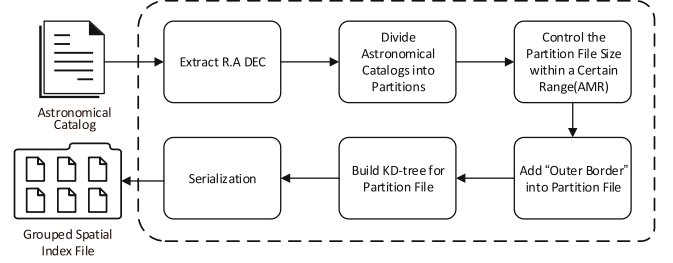 Astronomical
Catalog
Extract R.A DEC
Divide
Astronomical
Catalogs into
Partitions
Control the
Partition File Size
within a Certain
Range(AMR)
Add “Outer Border”
into Partition File
Build KD-tree for
Partition File
Serialization
Grouped Spatial
Index File